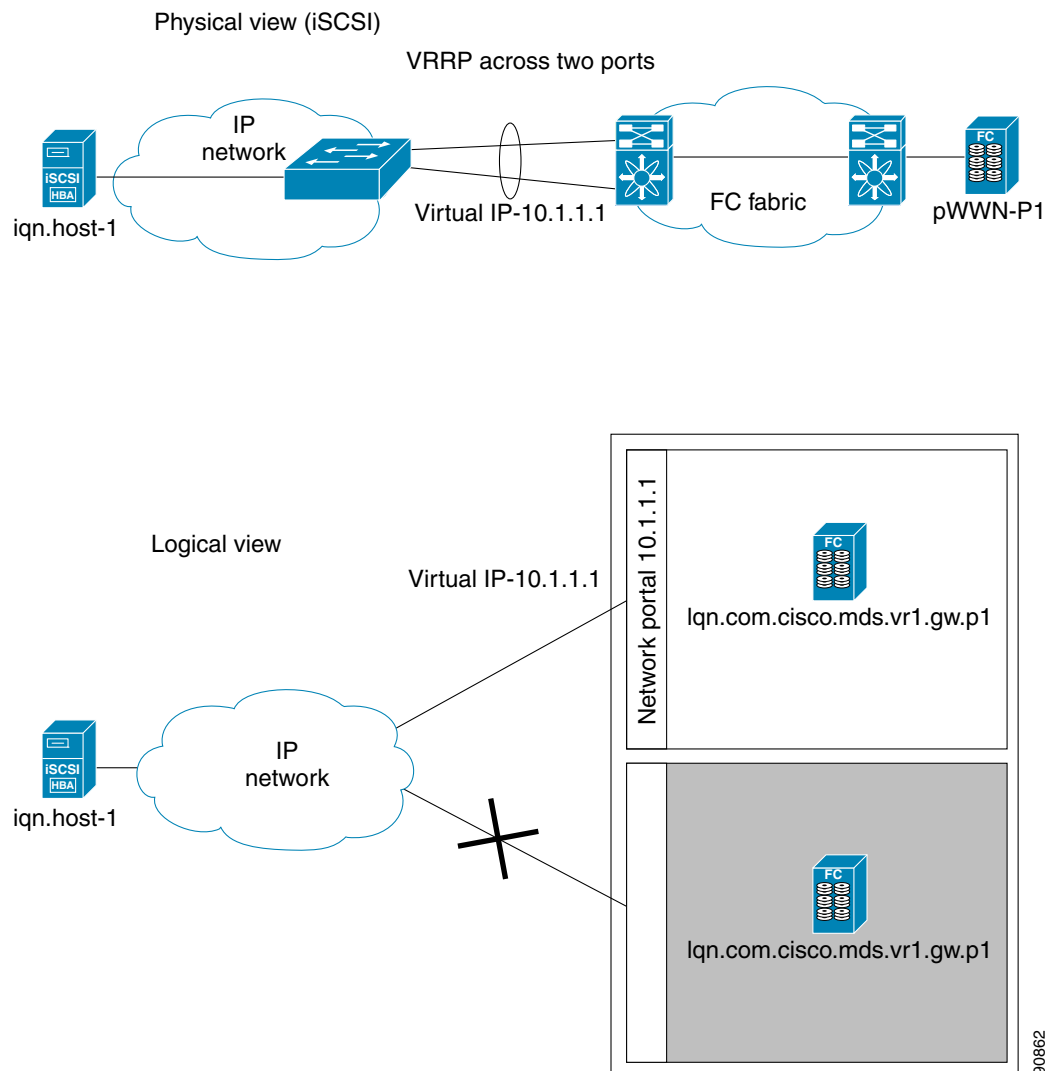 Physical view (iSCSI)
VRRP across two ports
IP
network
iSCSI
HBA
iqn.host-1
Virtual IP-10.1.1.1
FC fabric
FC
pWWN-P1
Logical view
Virtual IP-10.1.1.1
Network portal 10.1.1.1
FC
lqn.com.cisco.mds.vr1.gw.p1
iSCSI
HBA
iqn.host-1
IP
network
FC
lqn.com.cisco.mds.vr1.gw.p1
90862